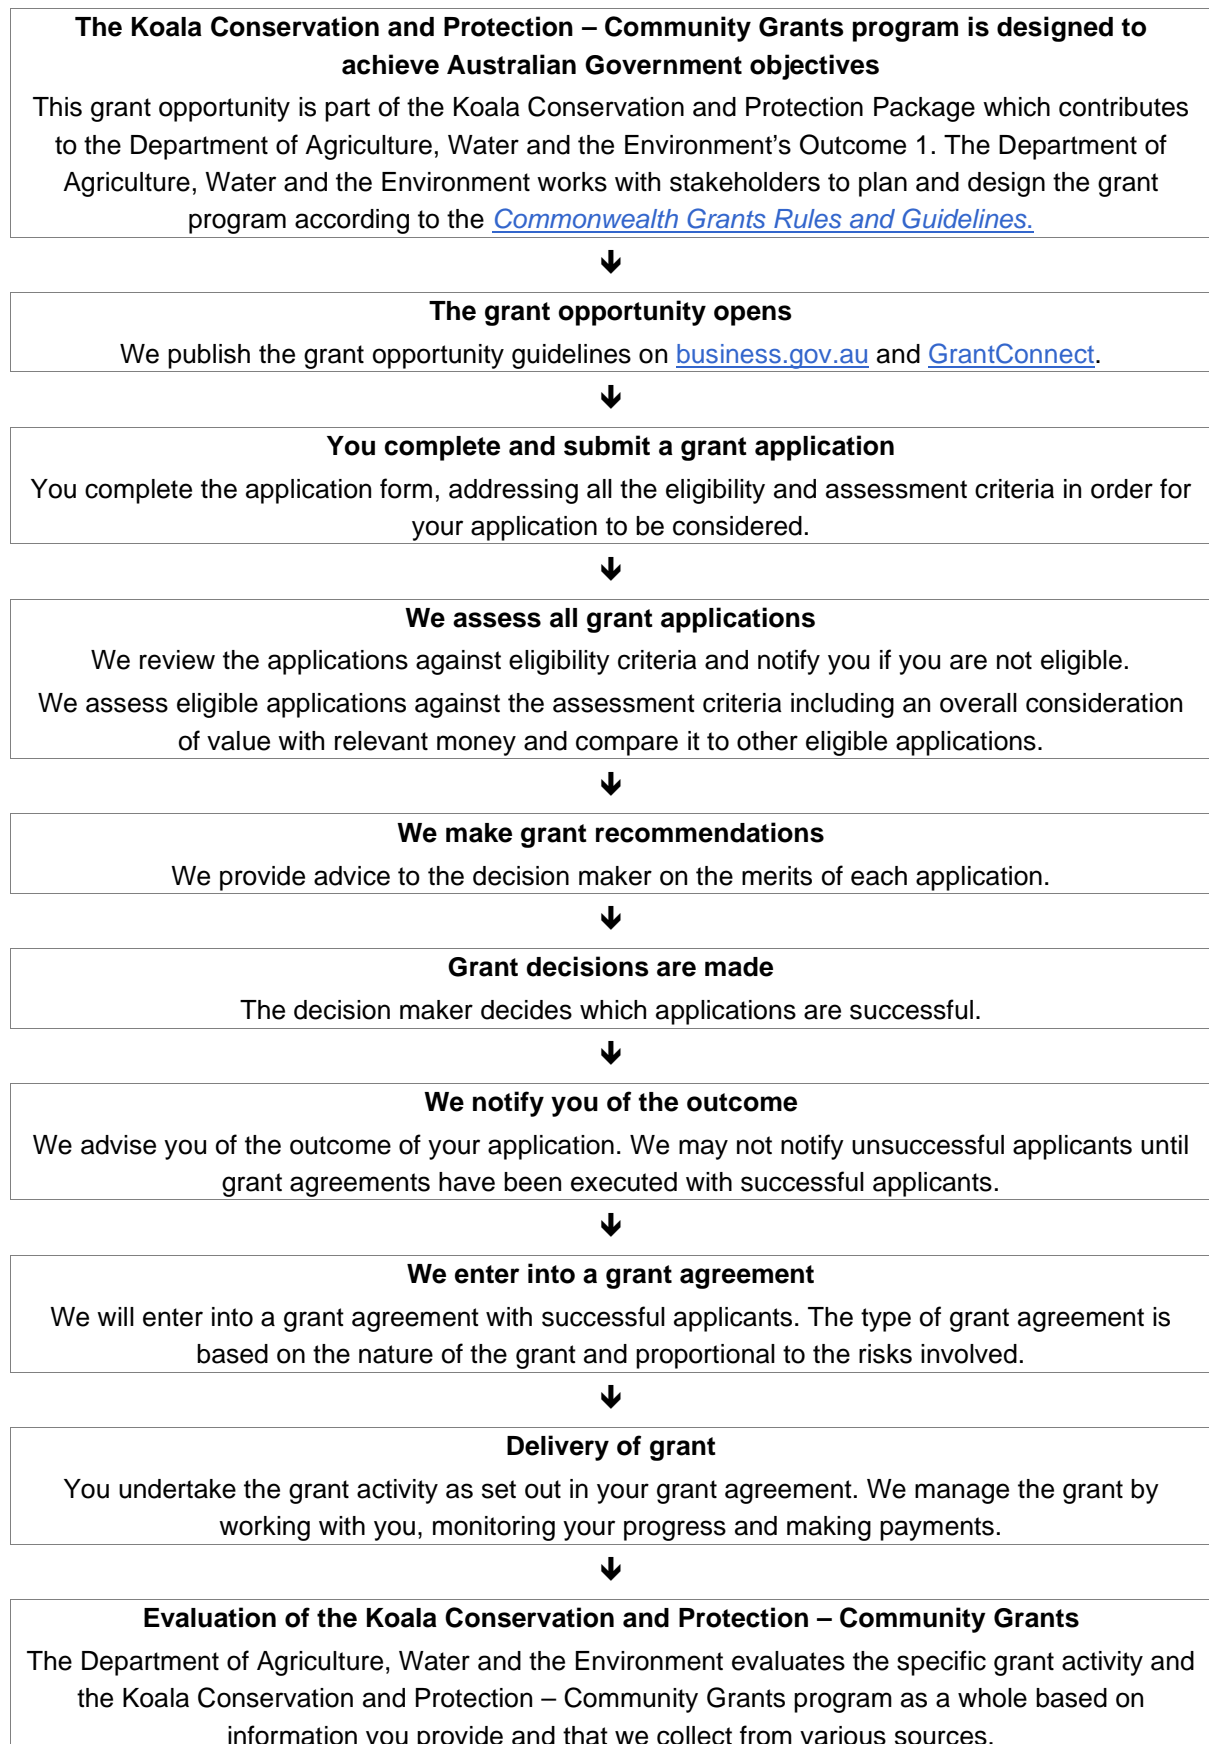 The Koala Conservation and Protection – Community Grants program is designed to
achieve Australian Government objectives
This grant opportunity is part of the Koala Conservation and Protection Package which contributes
to the Department of Agriculture, Water and the Environment’s Outcome 1. The Department of
Agriculture, Water and the Environment works with stakeholders to plan and design the grant
program according to the Commonwealth Grants Rules and Guidelines.
The grant opportunity opens
We publish the grant opportunity guidelines on business.gov.au and GrantConnect.
You complete and submit a grant application
You complete the application form, addressing all the eligibility and assessment criteria in order for
your application to be considered.
We assess all grant applications
We review the applications against eligibility criteria and notify you if you are not eligible.
We assess eligible applications against the assessment criteria including an overall consideration
of value with relevant money and compare it to other eligible applications.
We make grant recommendations
We provide advice to the decision maker on the merits of each application.
Grant decisions are made
The decision maker decides which applications are successful.
We notify you of the outcome
We advise you of the outcome of your application. We may not notify unsuccessful applicants until
grant agreements have been executed with successful applicants.
We enter into a grant agreement
We will enter into a grant agreement with successful applicants. The type of grant agreement is
based on the nature of the grant and proportional to the risks involved.
Delivery of grant
You undertake the grant activity as set out in your grant agreement. We manage the grant by
working with you, monitoring your progress and making payments.
Evaluation of the Koala Conservation and Protection – Community Grants
The Department of Agriculture, Water and the Environment evaluates the specific grant activity and
the Koala Conservation and Protection – Community Grants program as a whole based on
information you provide and that we collect from various sources.